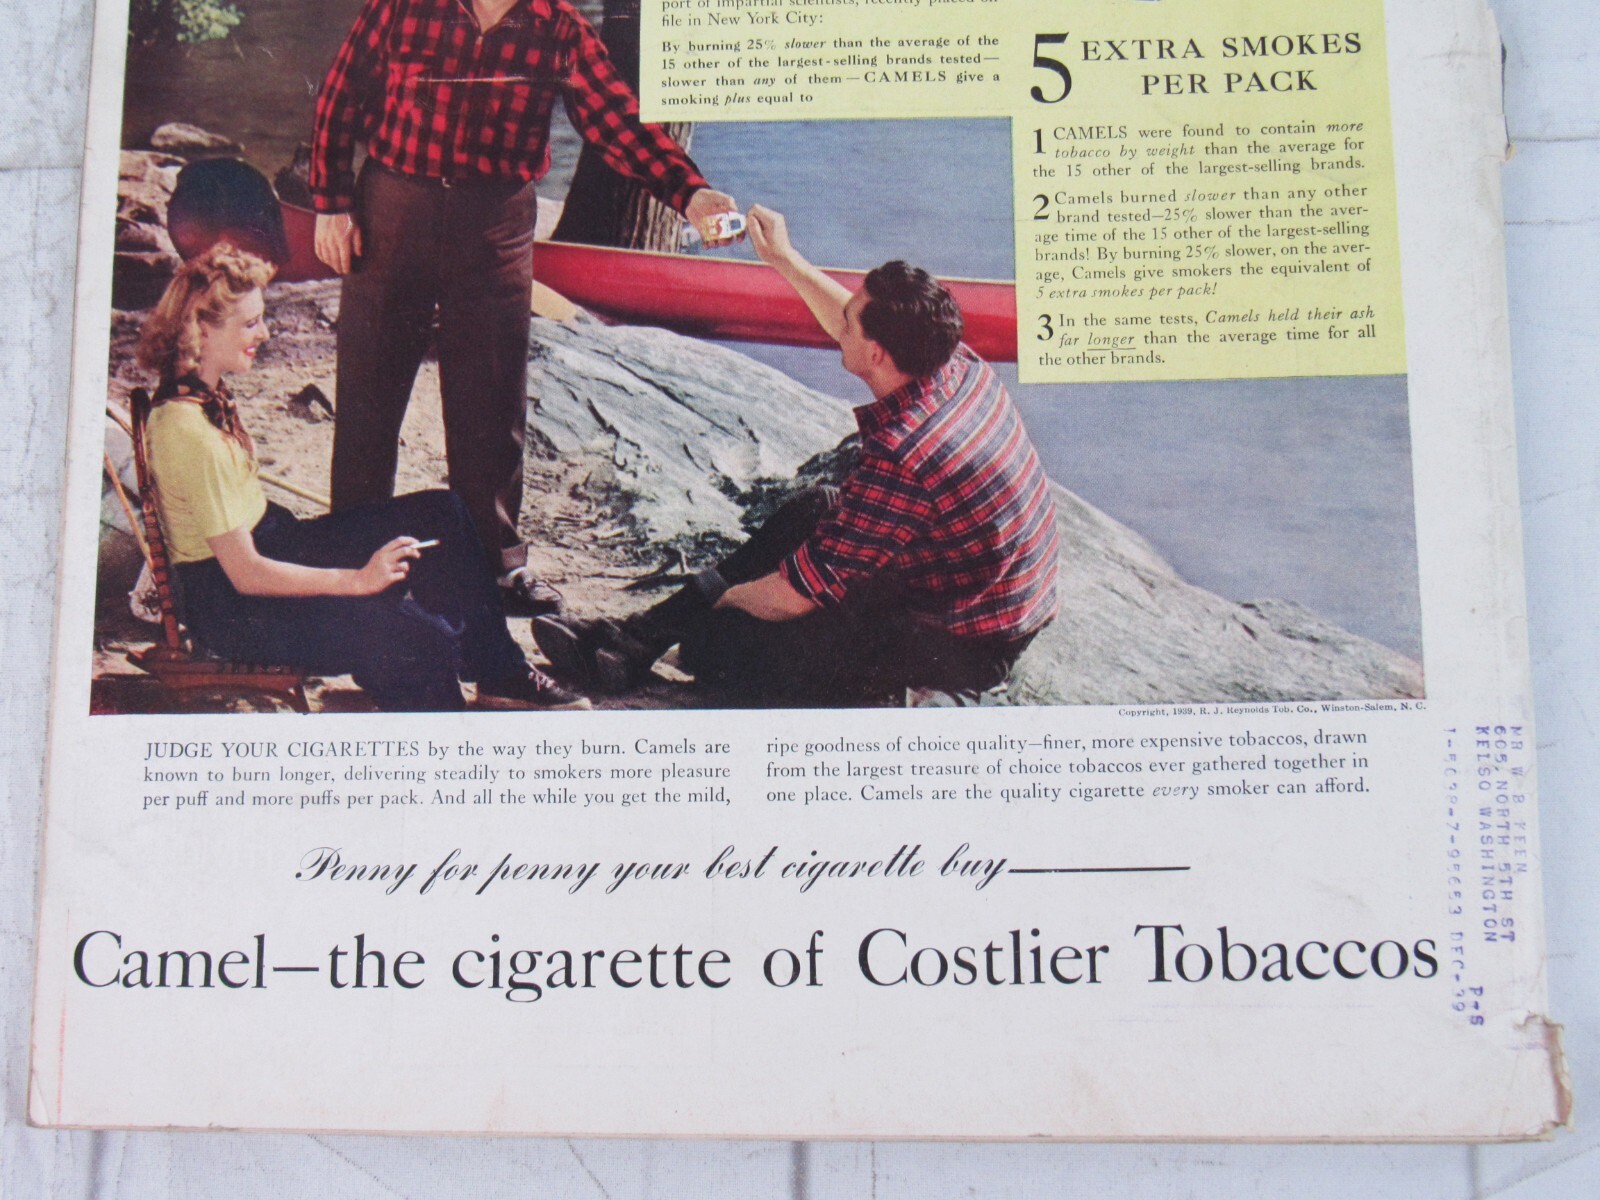 port of impartial scientists, recently placed on
file in New York City:
By burning 25% slower than the average of the
15 other of the largest-selling brands tested—
slower than any of them—CAMELS give a
smoking plus equal to
5 EXTRA SMOKES
PER PACK
1 CAMELS were found to contain more
tobacco by weight than the average for
the 15 other of the largest-selling brands.
2 Camels burned slower than any other
brand tested—25% slower than the aver-
age time of the 15 other of the largest-selling
brands! By burning 25% slower, on the aver-
age, Camels give smokers the equivalent of
5 extra smokes per pack!
3 In the same tests, Camels held their ash
far longer than the average time for all
the other brands.
Copyright, 1939, R. J. Reynolds Tob. Co., Winston-Salem, N. C.
JUDGE YOUR CIGARETTES by the way they burn. Camels are
known to burn longer, delivering steadily to smokers more pleasure
per puff and more puffs per pack. And all the while you get the mild,
ripe goodness of choice quality—finer, more expensive tobaccos, drawn
from the largest treasure of choice tobaccos ever gathered together in
one place. Camels are the quality cigarette every smoker can afford.
Penny for penny your best cigarette buy—
Camel—the cigarette of Costlier Tobaccos
MR W B KEEN
605 NORTH 5TH ST
KELSO WASHINGTON
P-S
DEC-39